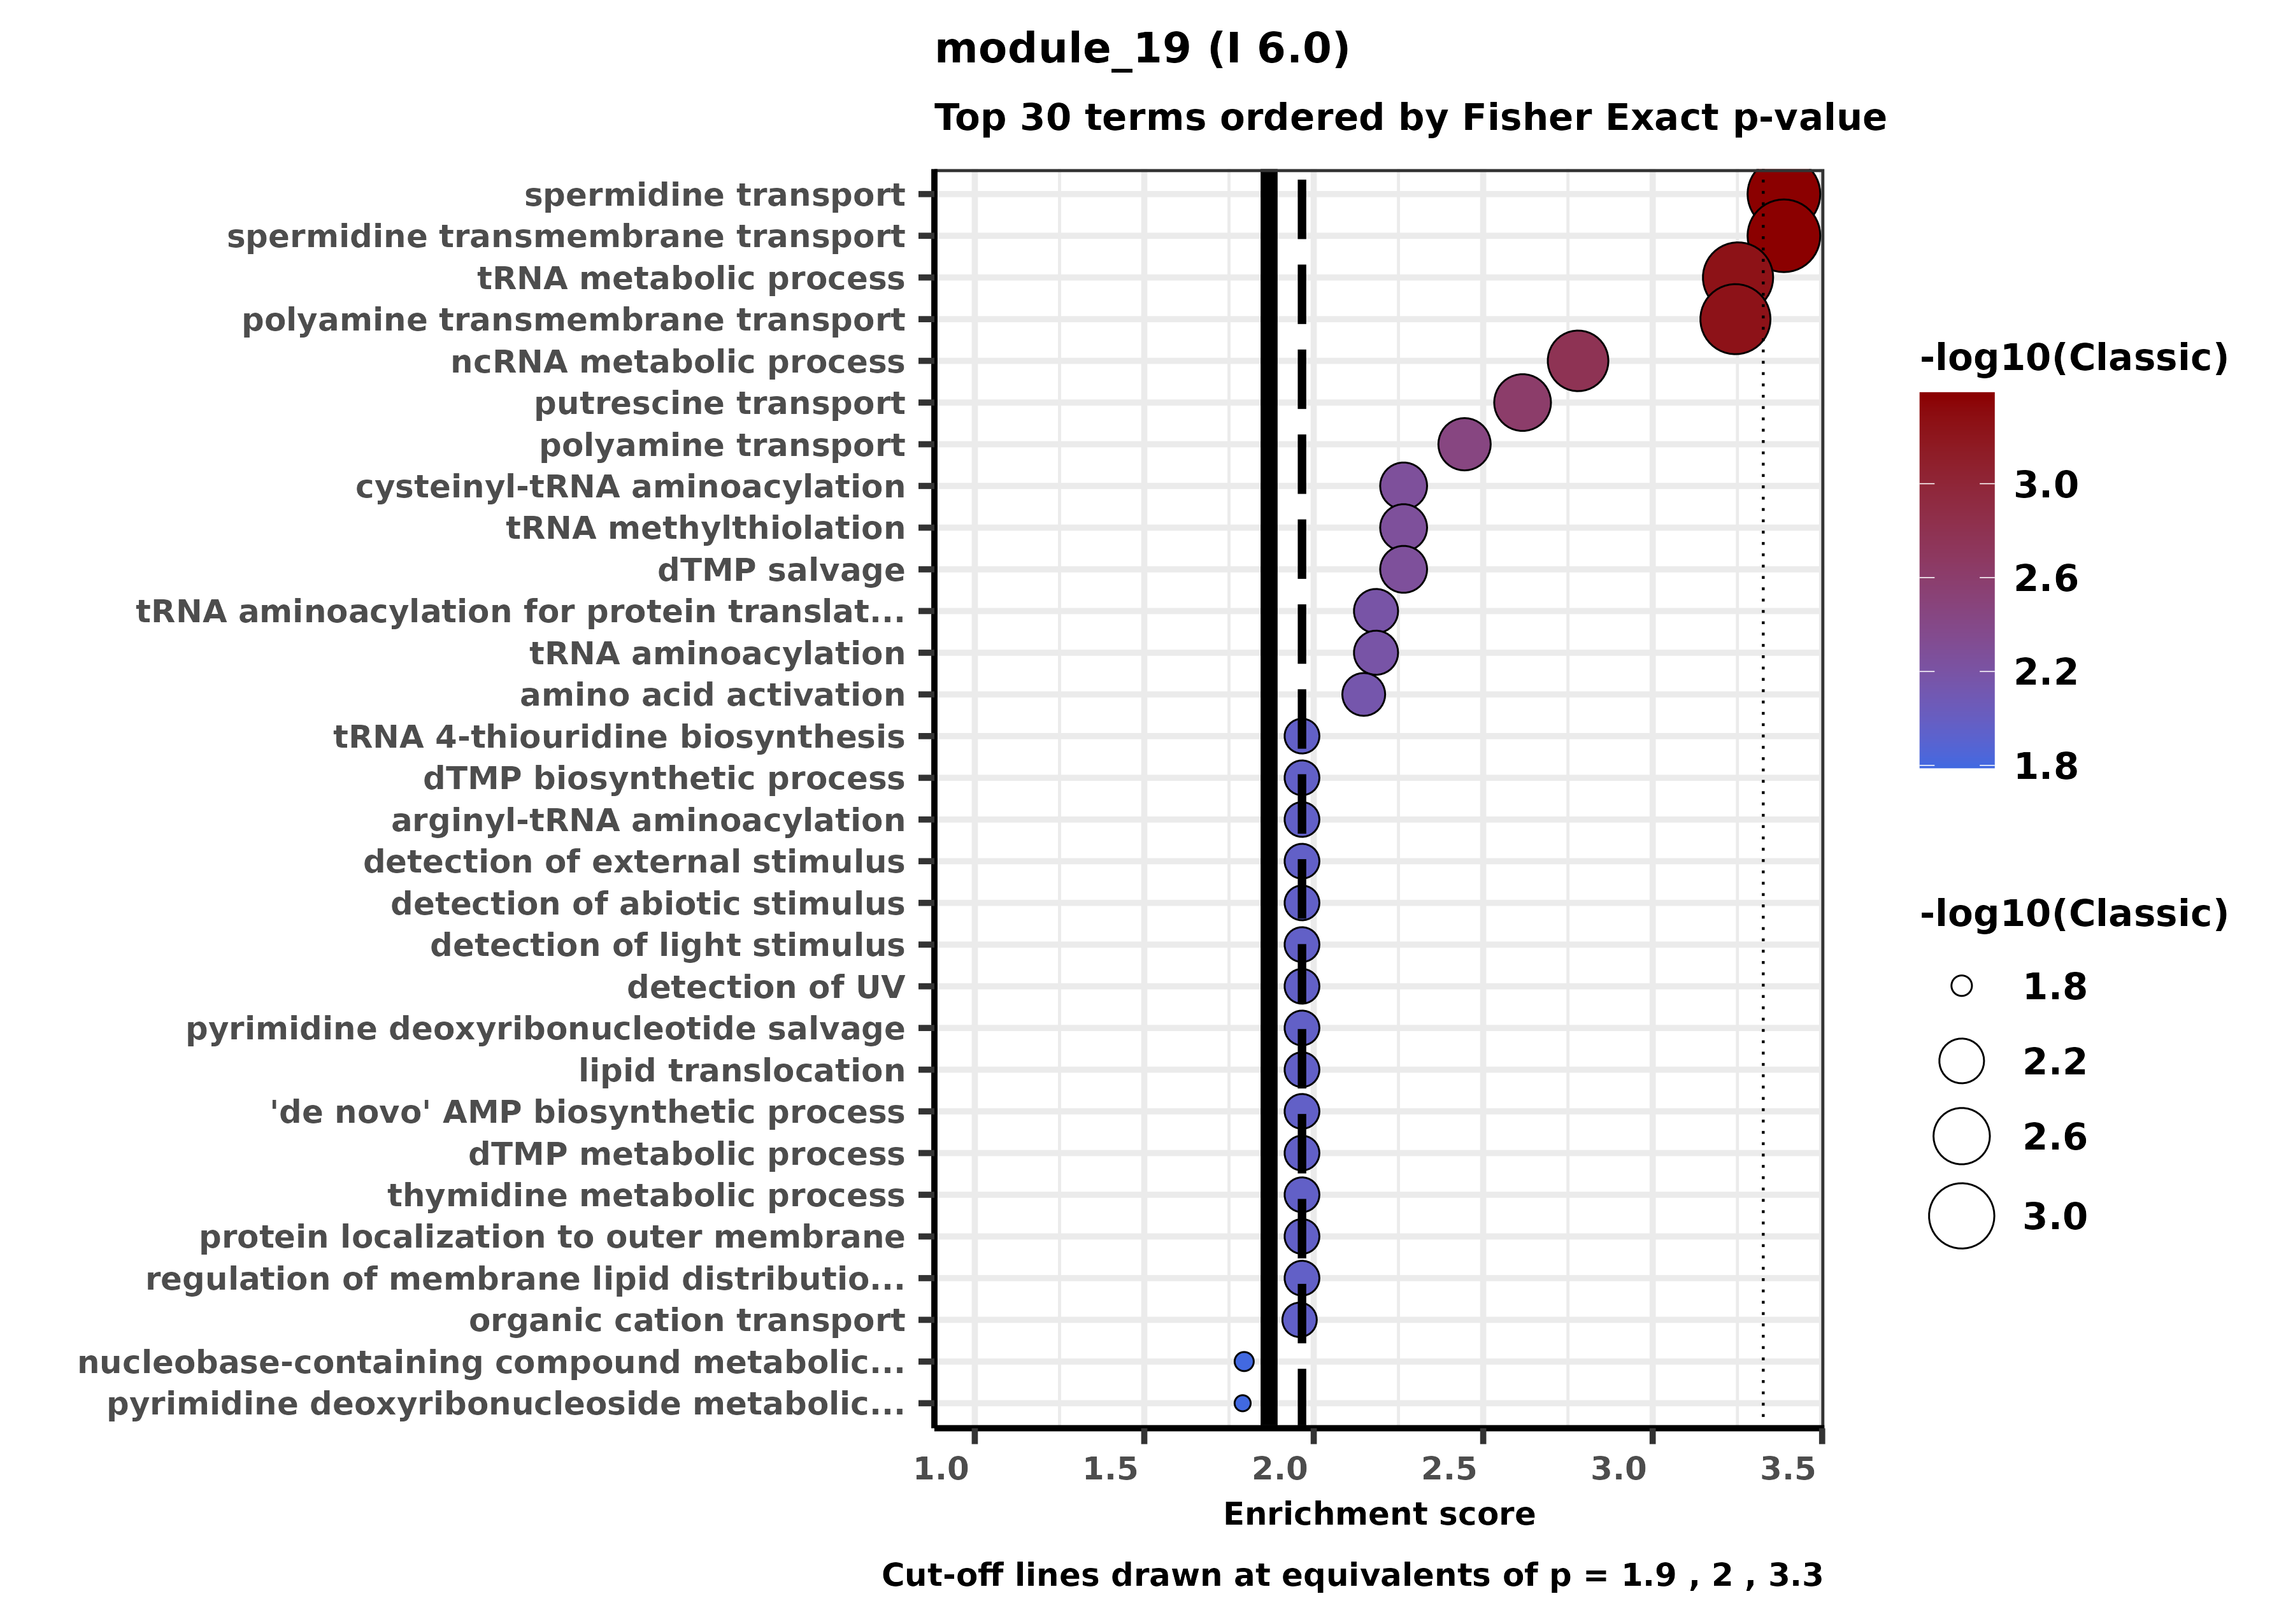 module_19 (I 6.0)
Top 30 terms ordered by Fisher Exact p-value
spermidine transport
spermidine transmembrane transport
tRNA metabolic process
polyamine transmembrane transport
ncRNA metabolic process
putrescine transport
polyamine transport
cysteinyl-tRNA aminoacylation
tRNA methylthiolation
dTMP salvage
tRNA aminoacylation for protein translat...
tRNA aminoacylation
amino acid activation
tRNA 4-thiouridine biosynthesis
dTMP biosynthetic process
arginyl-tRNA aminoacylation
detection of external stimulus
detection of abiotic stimulus
detection of light stimulus
detection of UV
pyrimidine deoxyribonucleotide salvage
lipid translocation
'de novo' AMP biosynthetic process
dTMP metabolic process
thymidine metabolic process
protein localization to outer membrane
regulation of membrane lipid distributio...
organic cation transport
nucleobase-containing compound metabolic...
pyrimidine deoxyribonucleoside metabolic...
1.0 1.5 2.0 2.5 3.0 3.5
Enrichment score
Cut-off lines drawn at equivalents of p = 1.9 , 2 , 3.3
-log10(Classic)
3.0
2.6
2.2
1.8
-log10(Classic)
1.8
2.2
2.6
3.0